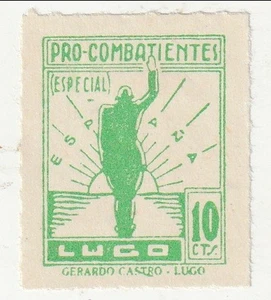 PRO-COMBATIENTES
(ESPECIAL)
ESPAÑA
10
CTS.
LUGO
GERARDO CASTRO - LUGO